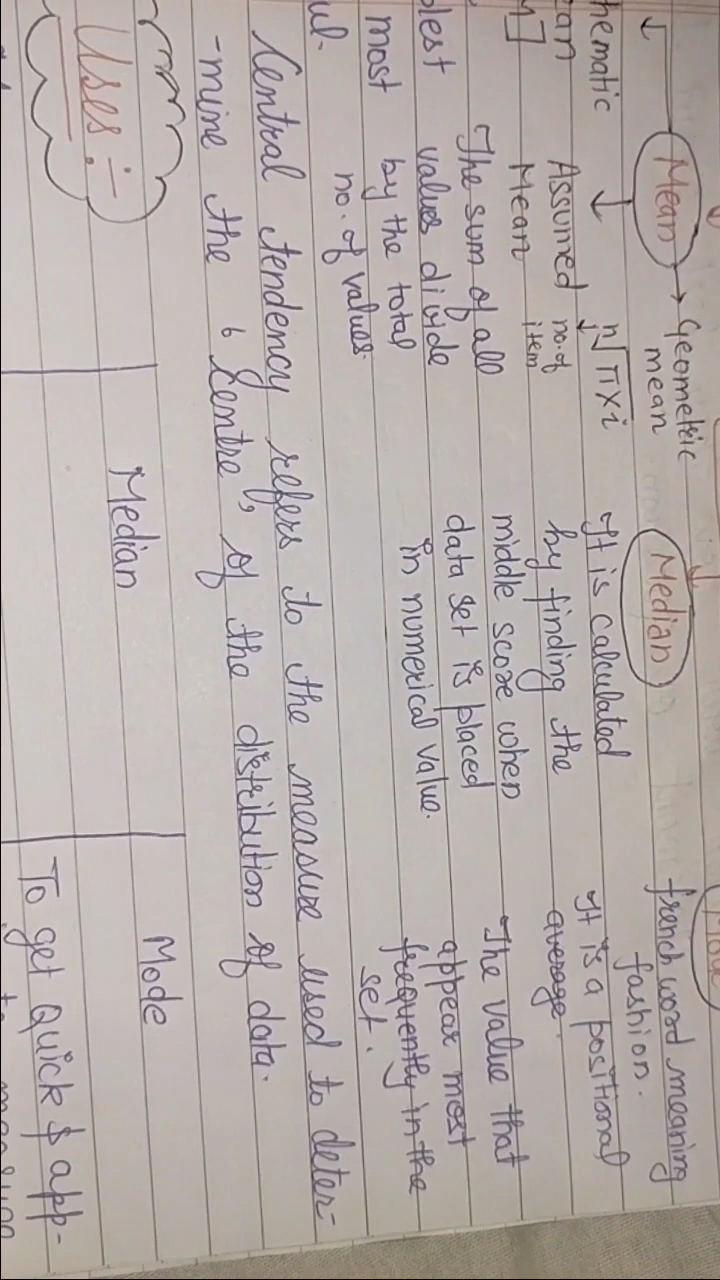 Mean → Geometric
mean
hematic
Assumed
Mean
no. of
item
ⁿ√πxi
The sum of all
values divide
by the total
no. of values.
lest
most
ul.
Median
It is calculated
by finding the
middle score when
data set is placed
in numerical value.
french word meaning
fashion.
It is a positional
average.
The value that
appear most
frequently in the
set.
Central tendency refers to the measure used to deter-
-mine the 'Centre' of the distribution of data.
Uses :-
Median
Mode
To get quick & app-